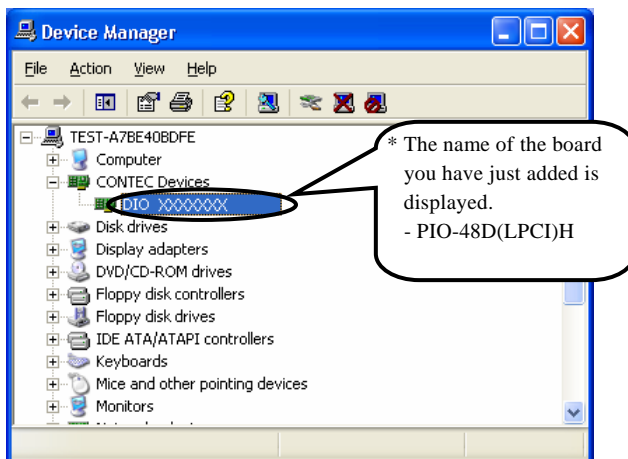 Device Manager
File Action View Help
TEST-A7BE40BDFE
Computer
CONTEC Devices
DIO XXXXXXXX
Disk drives
Display adapters
DVD/CD-ROM drives
Floppy disk controllers
Floppy disk drives
IDE ATA/ATAPI controllers
Keyboards
Mice and other pointing devices
Monitors
* The name of the board
you have just added is
displayed.
- PIO-48D(LPCI)H